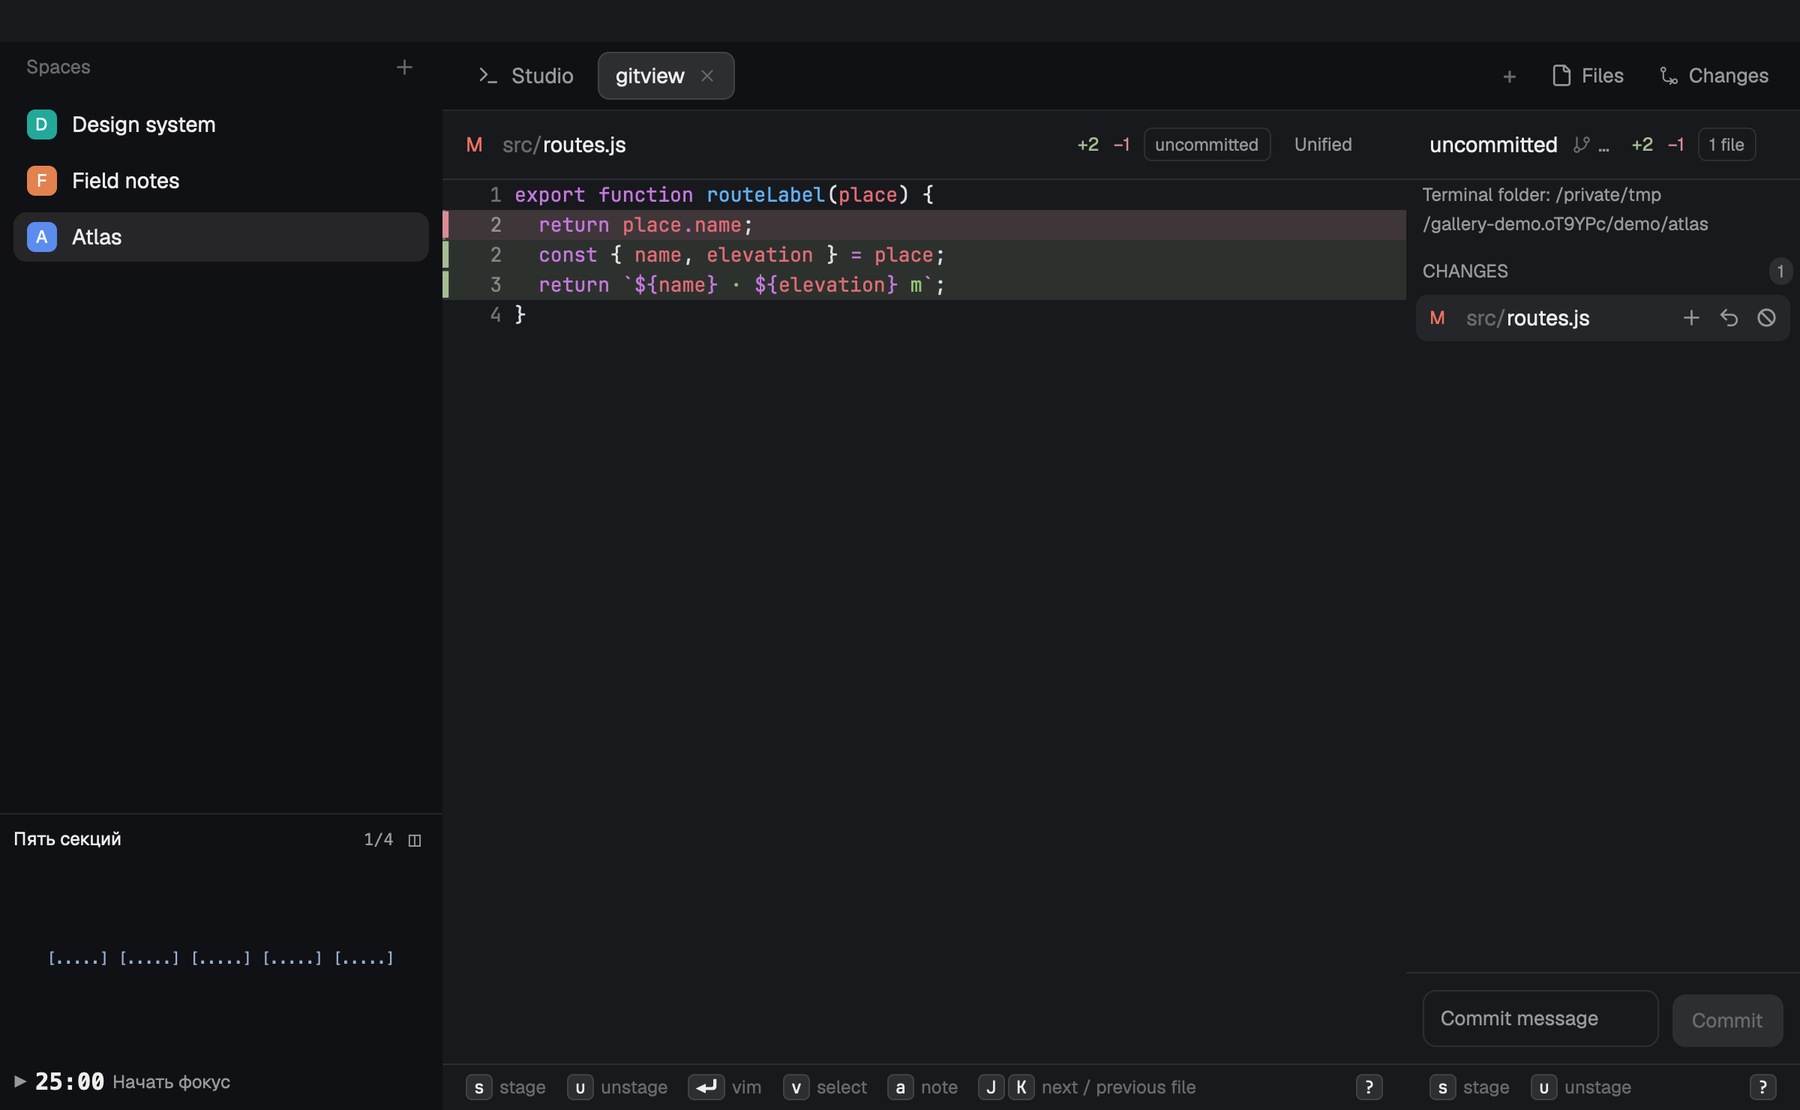 Spaces +
D Design system
F Field notes
A Atlas
Пять секций 1/4
[.....] [.....] [.....] [.....] [.....]
25:00 Начать фокус
Studio gitview × + Files Changes
M src/routes.js +2 −1 uncommitted Unified
1 export function routeLabel(place) {
2 return place.name;
2 const { name, elevation } = place;
3 return `${name} · ${elevation} m`;
4 }
s stage u unstage vim v select a note J K next / previous file ?
uncommitted … +2 −1 1 file
Terminal folder: /private/tmp
/gallery-demo.oT9YPc/demo/atlas
CHANGES 1
M src/routes.js +
Commit message Commit
s stage u unstage ?